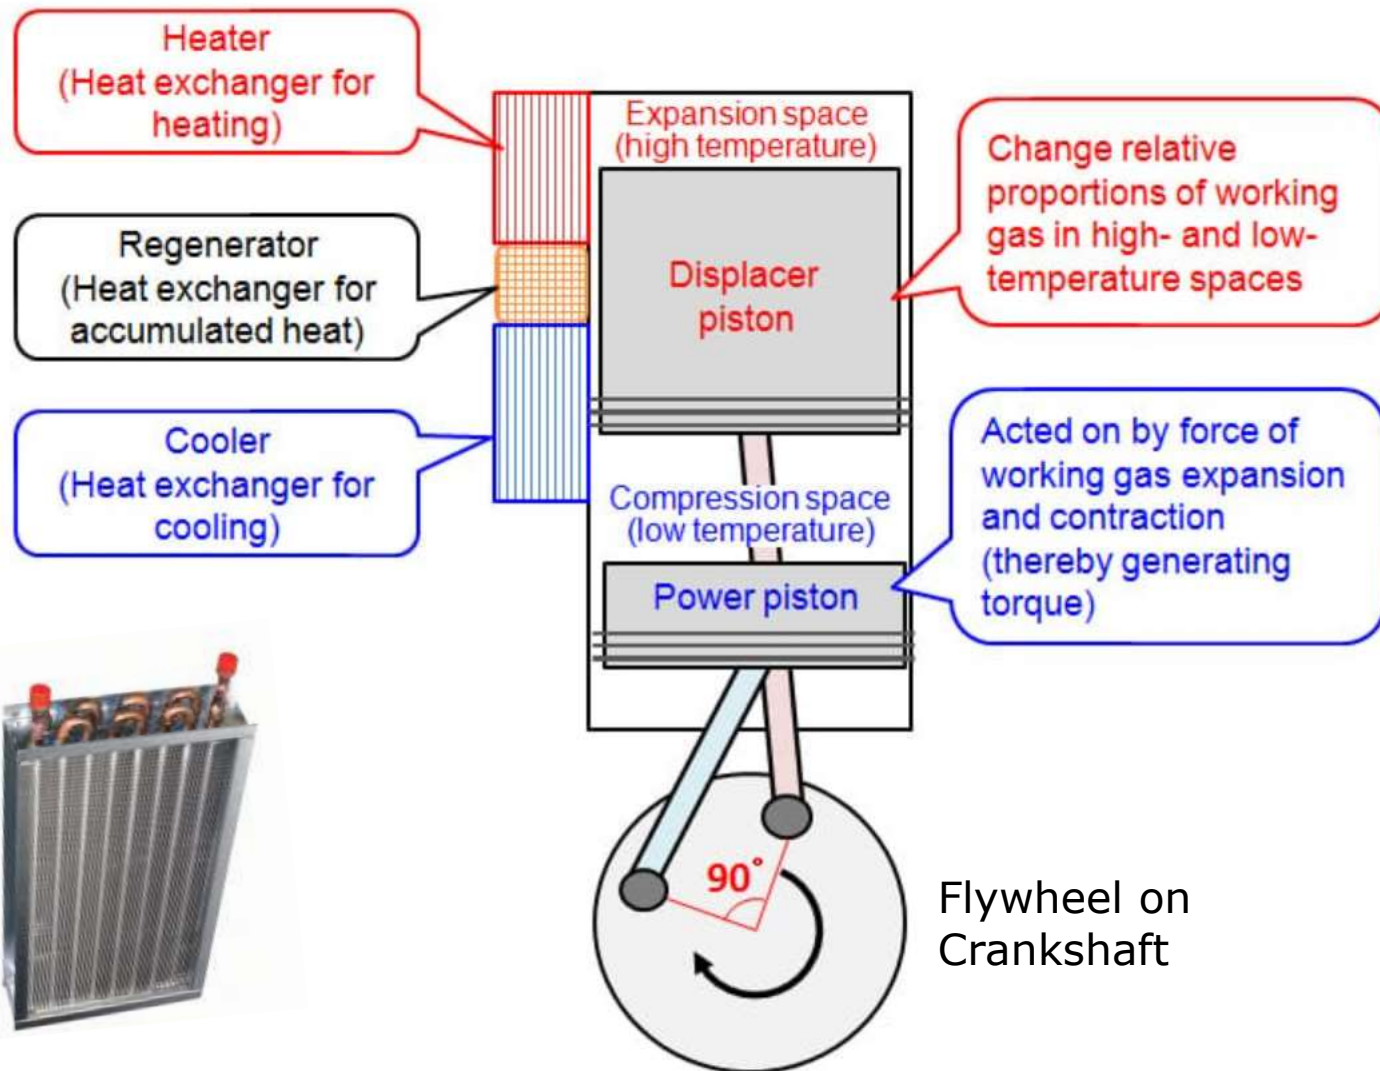 Heater
(Heat exchanger for
heating)
Regenerator
(Heat exchanger for
accumulated heat)
Cooler
(Heat exchanger for
cooling)
Expansion space
(high temperature)
Displacer
piston
Compression space
(low temperature)
Power piston
Change relative
proportions of working
gas in high- and low-
temperature spaces
Acted on by force of
working gas expansion
and contraction
(thereby generating
torque)
90°
Flywheel on
Crankshaft